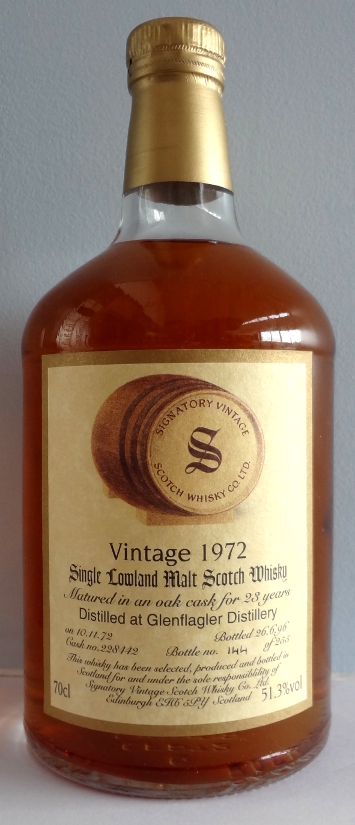 SIGNATORY VINTAGE
S
SCOTCH WHISKY CO. LTD.
Vintage 1972
Single Lowland Malt Scotch Whisky
Matured in an oak cask for 23 years
Distilled at Glenflagler Distillery
on 10.11.72 Bottled 26.6.96
Cask no. 228442 Bottle no. 144 of 255
This whisky has been selected, produced and bottled in
Scotland for and under the sole responsibility of
70cl Signatory Vintage Scotch Whisky Co. Ltd. 51.3%vol
Edinburgh EH6 5PY Scotland